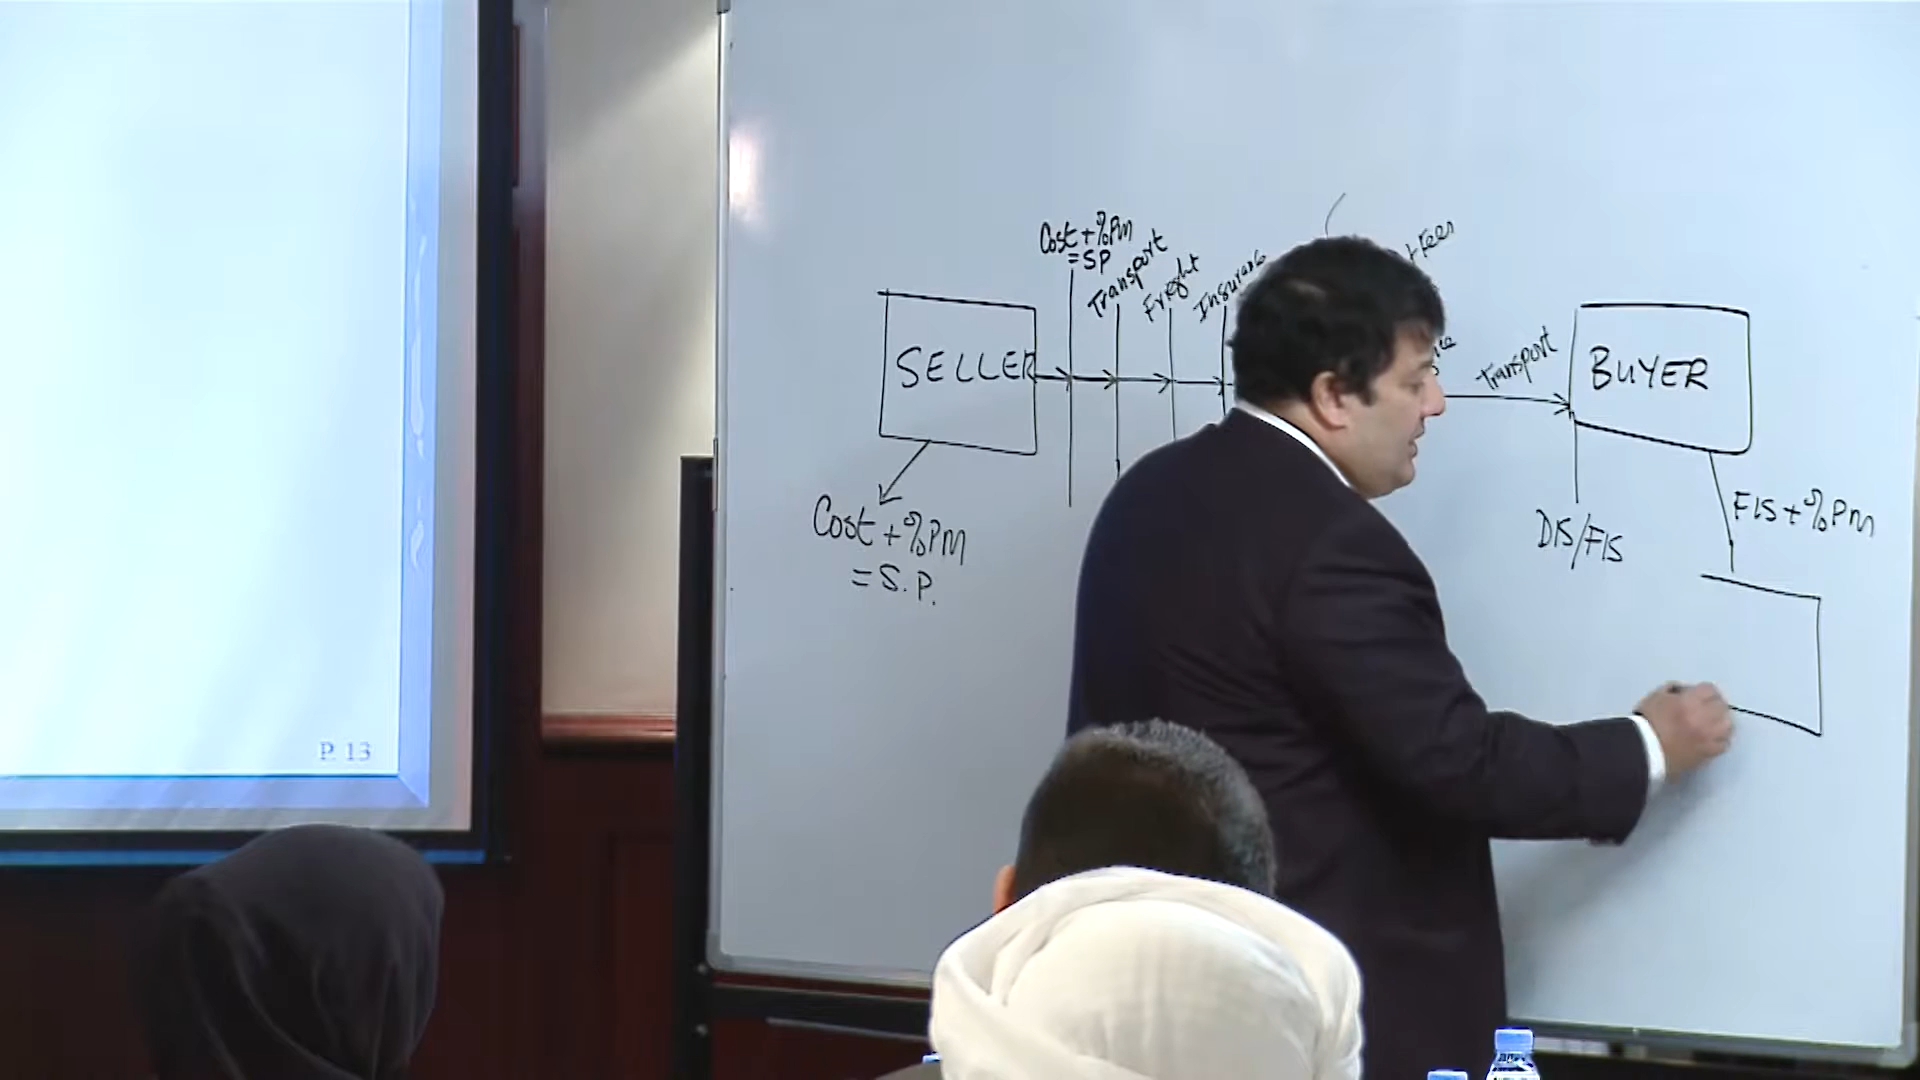 Cost+%PM
=SP
Transport
Freight
Insurance
Fees
Transport
SELLER
BUYER
Cost+%PM
=S.P.
DIS/FIS
FIS+%PM
P. 13